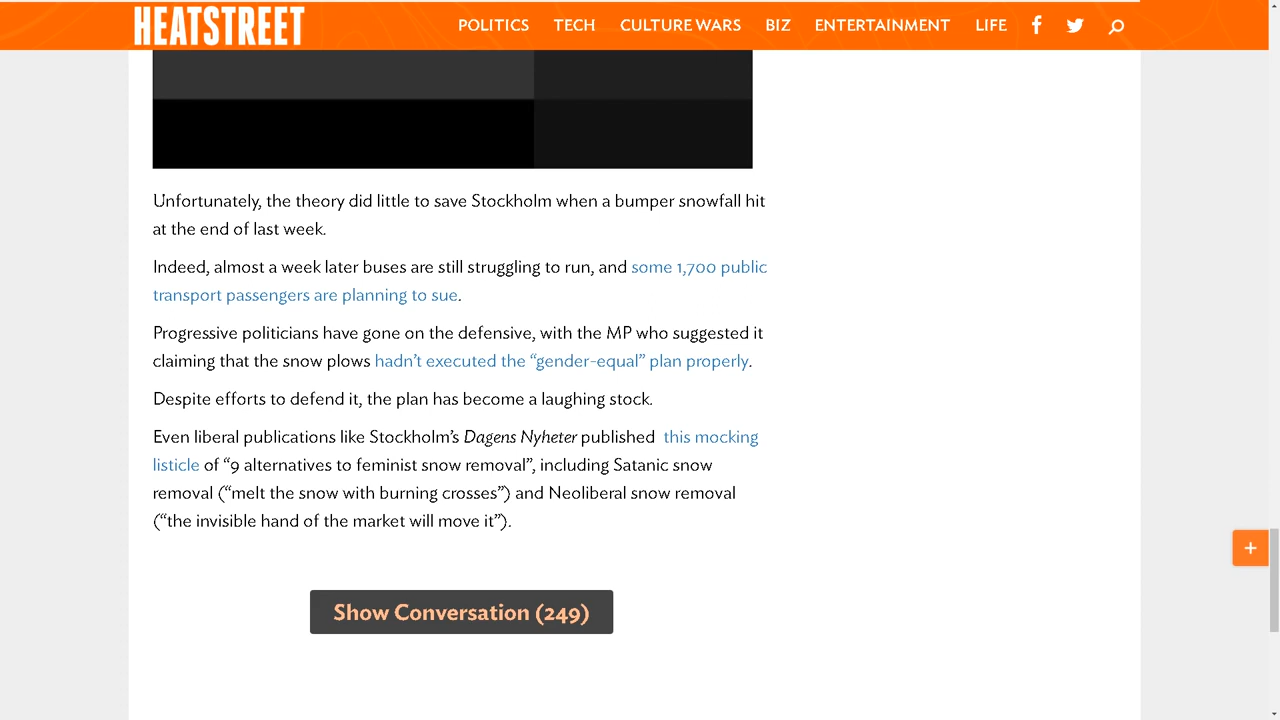 HEATSTREET
POLITICS TECH CULTURE WARS BIZ ENTERTAINMENT LIFE
Unfortunately, the theory did little to save Stockholm when a bumper snowfall hit
at the end of last week.
Indeed, almost a week later buses are still struggling to run, and some 1,700 public
transport passengers are planning to sue.
Progressive politicians have gone on the defensive, with the MP who suggested it
claiming that the snow plows hadn’t executed the “gender-equal” plan properly.
Despite efforts to defend it, the plan has become a laughing stock.
Even liberal publications like Stockholm’s Dagens Nyheter published this mocking
listicle of “9 alternatives to feminist snow removal”, including Satanic snow
removal (“melt the snow with burning crosses”) and Neoliberal snow removal
(“the invisible hand of the market will move it”).
+
Show Conversation (249)